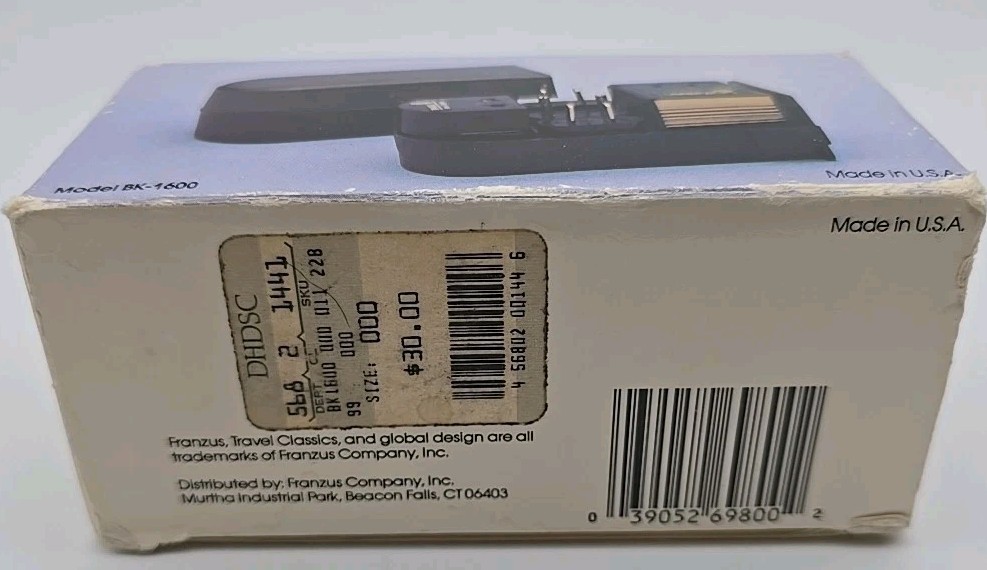 Model BK-1600
Made in U.S.A.
Made in U.S.A.
DHDSC
568 2 1441
DEPT CL SKU
BK1600 000 011 228
99 000
SIZE: 000
$30.00
4 56802 00144 6
Franzus, Travel Classics, and global design are all
trademarks of Franzus Company, Inc.
Distributed by: Franzus Company, Inc.
Murtha Industrial Park, Beacon Falls, CT 06403
0 39052 69800 2